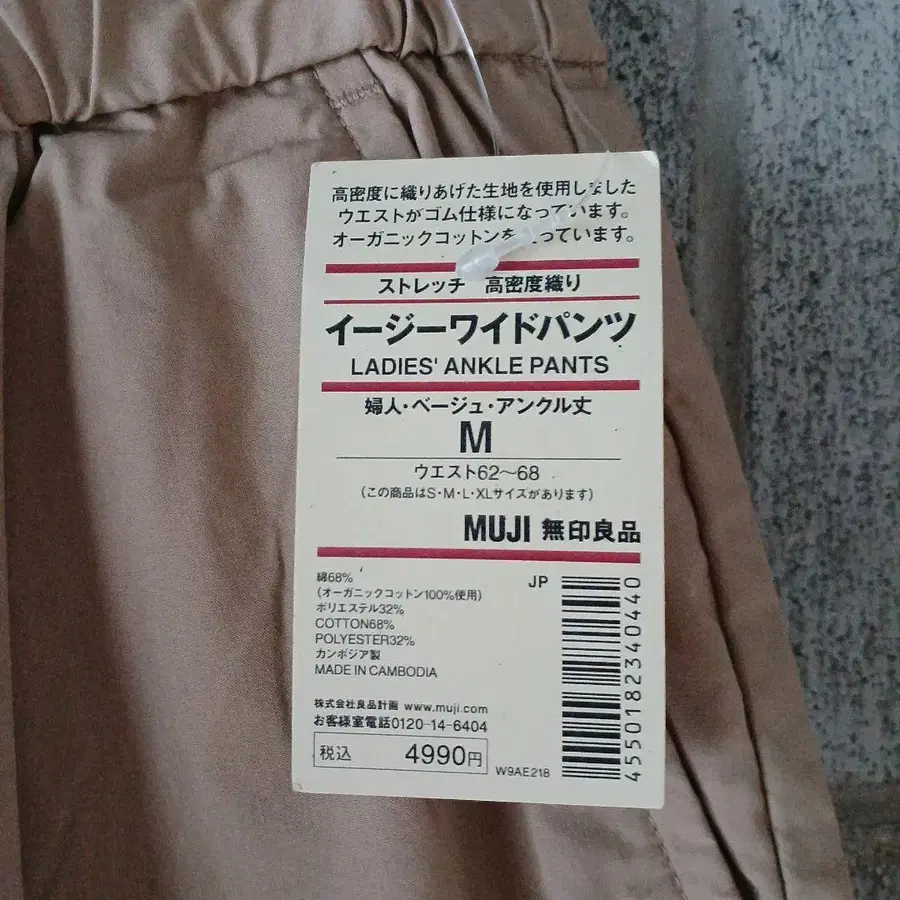 高密度に織りあげた生地を使用しました
ウエストがゴム仕様になっています。
オーガニックコットンを っています。
ストレッチ 高密度織り
イージーワイドパンツ
LADIES' ANKLE PANTS
婦人・ベージュ・アンクル丈
M
ウエスト62〜68
(この商品はS・M・L・XLサイズがあります)
MUJI 無印良品
綿68%
(オーガニックコットン100%使用)
ポリエステル32%
COTTON68%
POLYESTER32%
カンボジア製
MADE IN CAMBODIA
株式会社良品計画 www.muji.com
お客様室電話0120-14-6404
税込 4990円
JP
4550182340440
W9AE218